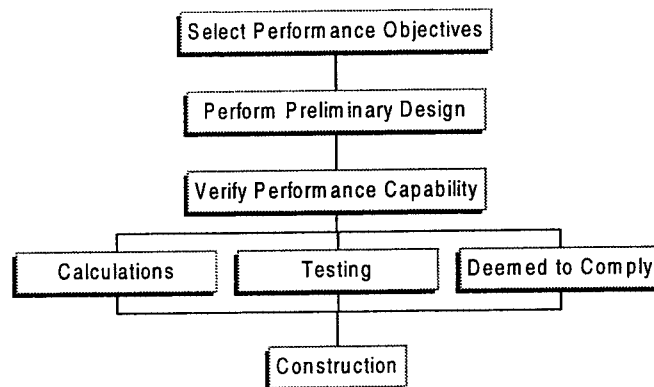 Select Performance Objectives
Perform Preliminary Design
Verify Performance Capability
Calculations
Testing
Deemed to Comply
Construction